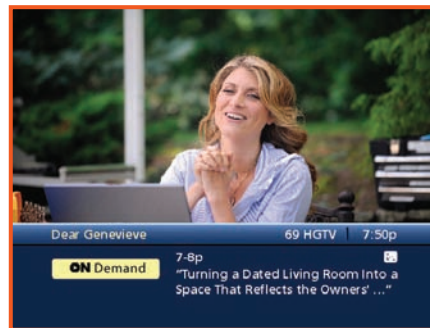 Dear Genevieve 69 HGTV 7:50p
7-8p
ON Demand
"Turning a Dated Living Room Into a
Space That Reflects the Owners' ..."